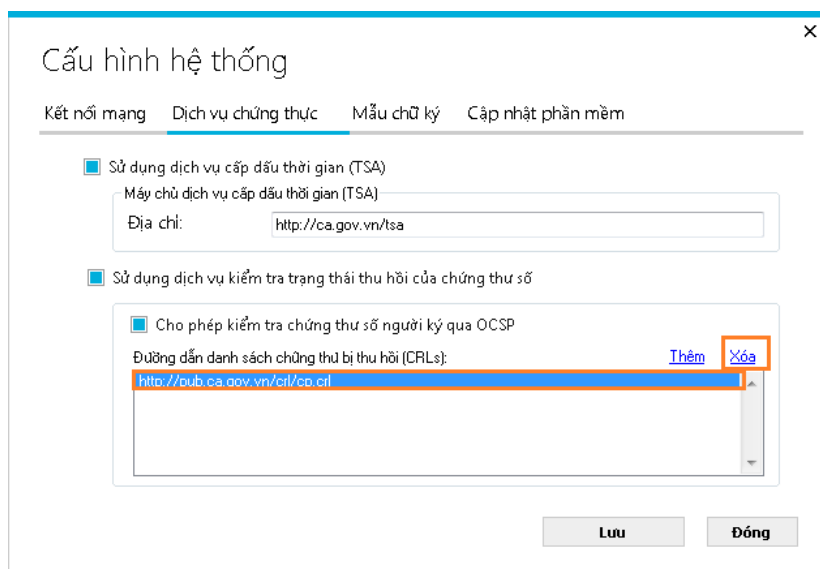 Cấu hình hệ thống
Kết nối mạng Dịch vụ chứng thực Mẫu chữ ký Cập nhật phần mềm
Sử dụng dịch vụ cấp dấu thời gian (TSA)
Máy chủ dịch vụ cấp dấu thời gian (TSA)
Địa chỉ: http://ca.gov.vn/tsa
Sử dụng dịch vụ kiểm tra trạng thái thu hồi của chứng thư số
Cho phép kiểm tra chứng thư số người ký qua OCSP
Đường dẫn danh sách chứng thư bị thu hồi (CRLs): Thêm Xóa
http://pub.ca.gov.vn/crl/cp.crl
Lưu Đóng